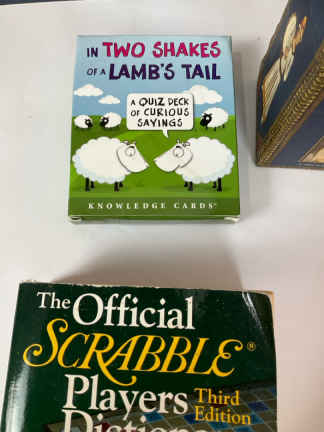 IN TWO SHAKES
OF A LAMB'S TAIL
A QUIZ DECK
OF CURIOUS
SAYINGS
KNOWLEDGE CARDS®
The Official
SCRABBLE®
Players Third
Edition